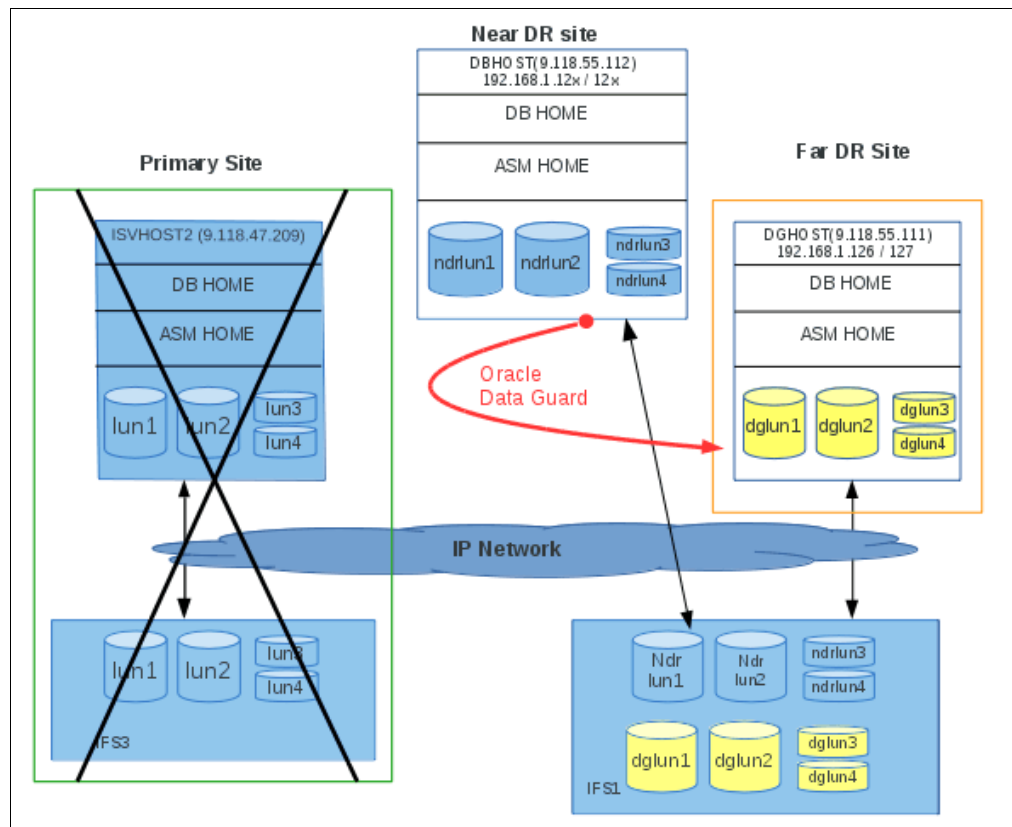 Near DR site
DBHOST(9.118.55.112)
192.168.1.12x / 12x
DB HOME
ASM HOME
ndrlun1
ndrlun2
ndrlun3
ndrlun4
Primary Site
ISVHOST2 (9.118.47.209)
DB HOME
ASM HOME
lun1
lun2
lun3
lun4
Far DR Site
DGHOST(9.118.55.111)
192.168.1.126 / 127
DB HOME
ASM HOME
dglun1
dglun2
dglun3
dglun4
Oracle
Data Guard
IP Network
lun1
lun2
lun3
lun4
IFS3
Ndr
lun1
Ndr
lun2
ndrlun3
ndrlun4
dglun1
dglun2
dglun3
dglun4
IFS1